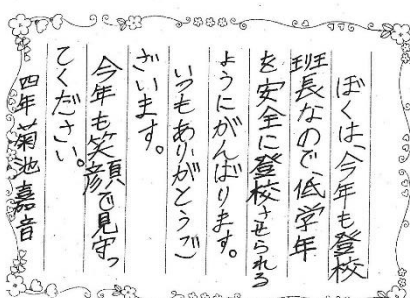 ぼくは、今年も登校
班長なので、低学年
を安全に登校させられる
ようにがんばります。
いつもありがとうご
ざいます。
今年も笑顔で見守っ
てください。
四年 菊池嘉音